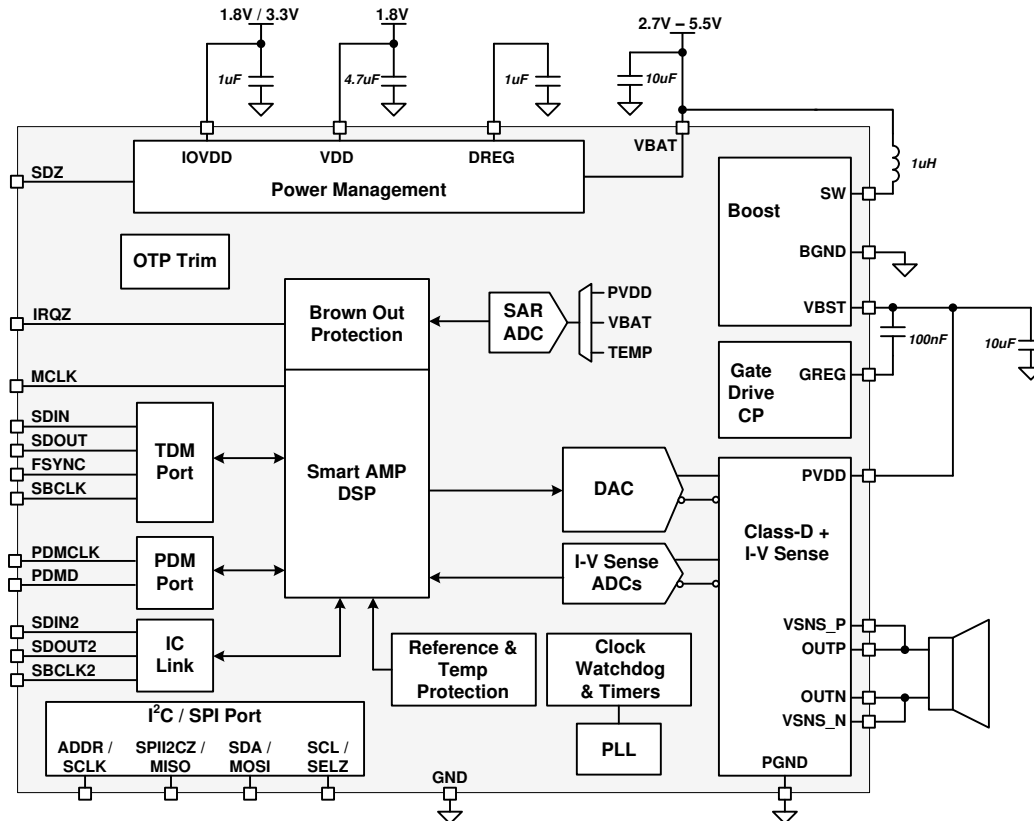 1.8V / 3.3V
1.8V
2.7V – 5.5V
1uF
4.7uF
1uF
10uF
IOVDD
VDD
DREG
VBAT
Power Management
SDZ
1uH
SW
Boost
BGND
VBST
OTP Trim
IRQZ
Brown Out
Protection
SAR
ADC
PVDD
VBAT
TEMP
100nF
10uF
GREG
Gate
Drive
CP
MCLK
SDIN
SDOUT
FSYNC
SBCLK
TDM
Port
Smart AMP
DSP
DAC
PVDD
Class-D +
I-V Sense
I-V Sense
ADCs
PDMCLK
PDMD
PDM
Port
SDIN2
SDOUT2
SBCLK2
IC
Link
Reference &
Temp
Protection
Clock
Watchdog
& Timers
PLL
VSNS_P
OUTP
OUTN
VSNS_N
PGND
I²C / SPI Port
ADDR /
SCLK
SPII2CZ /
MISO
SDA /
MOSI
SCL /
SELZ
GND